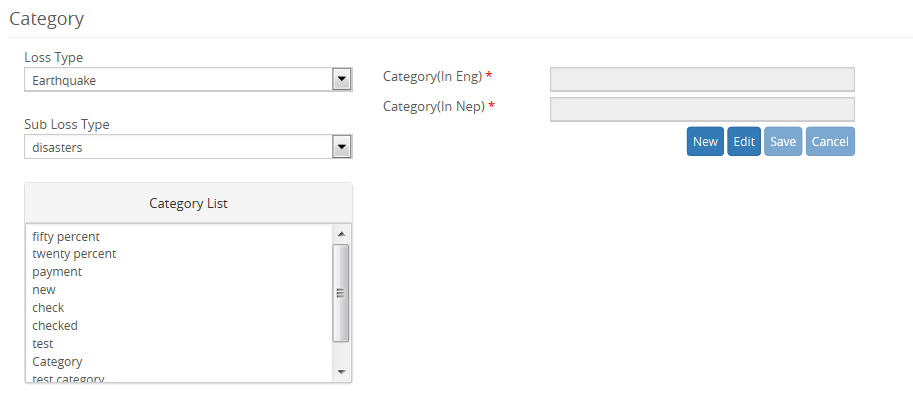 Category
Loss Type
Earthquake
Sub Loss Type
disasters
Category List
fifty percent
twenty percent
payment
new
check
checked
test
Category
test category
Category(In Eng) *
Category(In Nep) *
New Edit Save Cancel